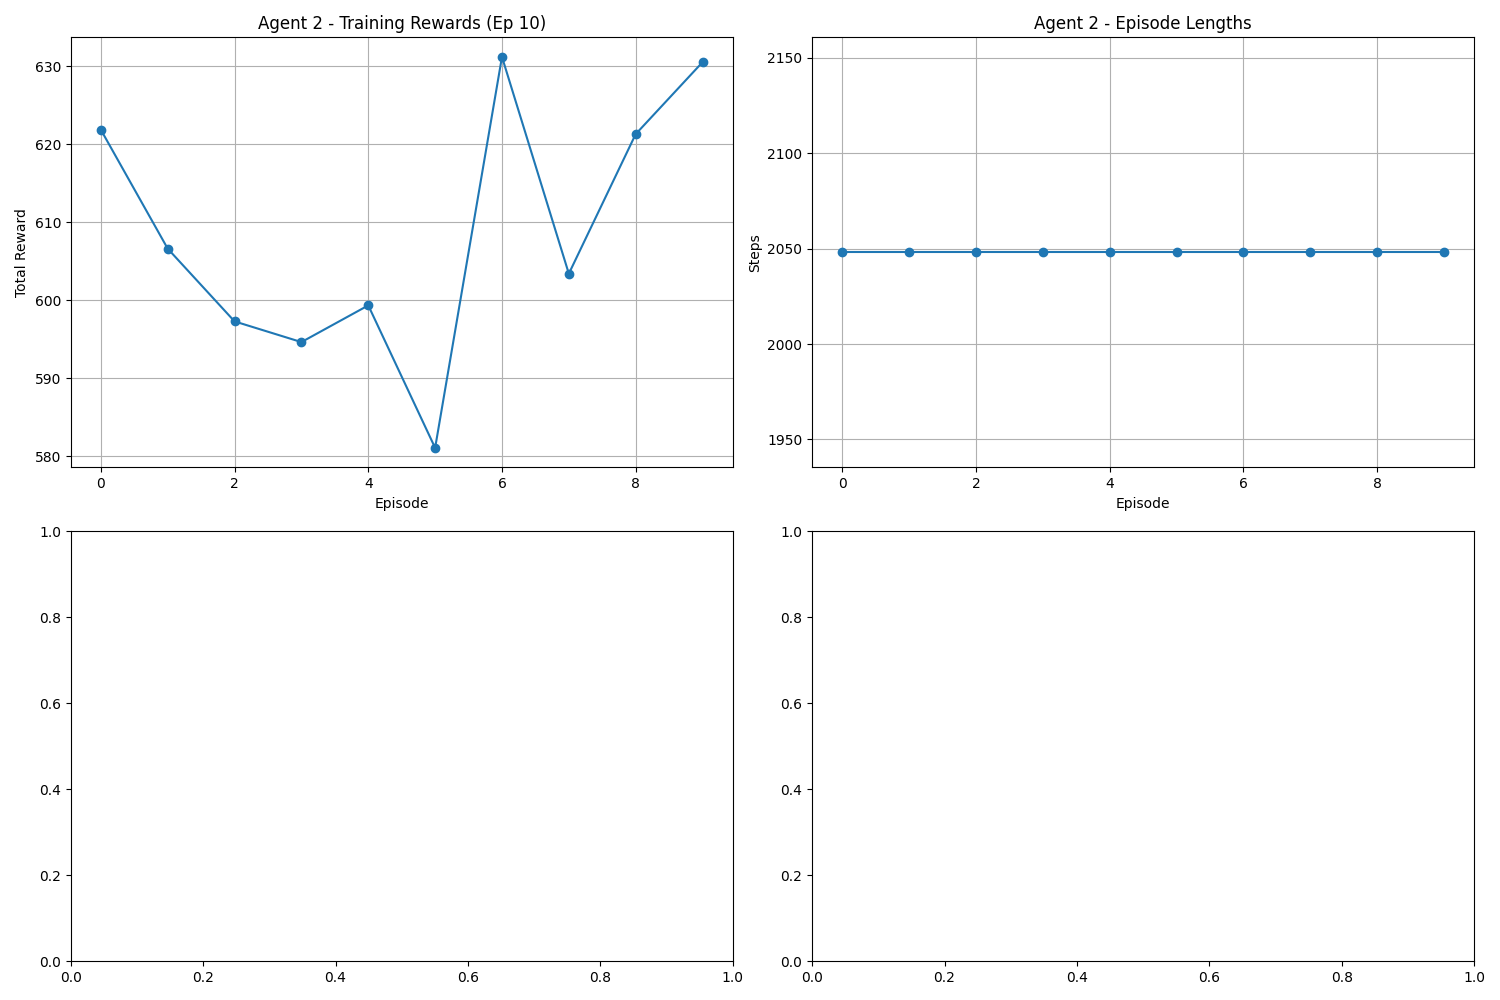 Agent 2 - Training Rewards (Ep 10)
630
620
610
600
590
580
Total Reward
0 2 4 6 8
Episode
Agent 2 - Episode Lengths
2150
2100
2050
2000
1950
Steps
0 2 4 6 8
Episode
1.0
0.8
0.6
0.4
0.2
0.0
0.0 0.2 0.4 0.6 0.8 1.0
1.0
0.8
0.6
0.4
0.2
0.0
0.0 0.2 0.4 0.6 0.8 1.0